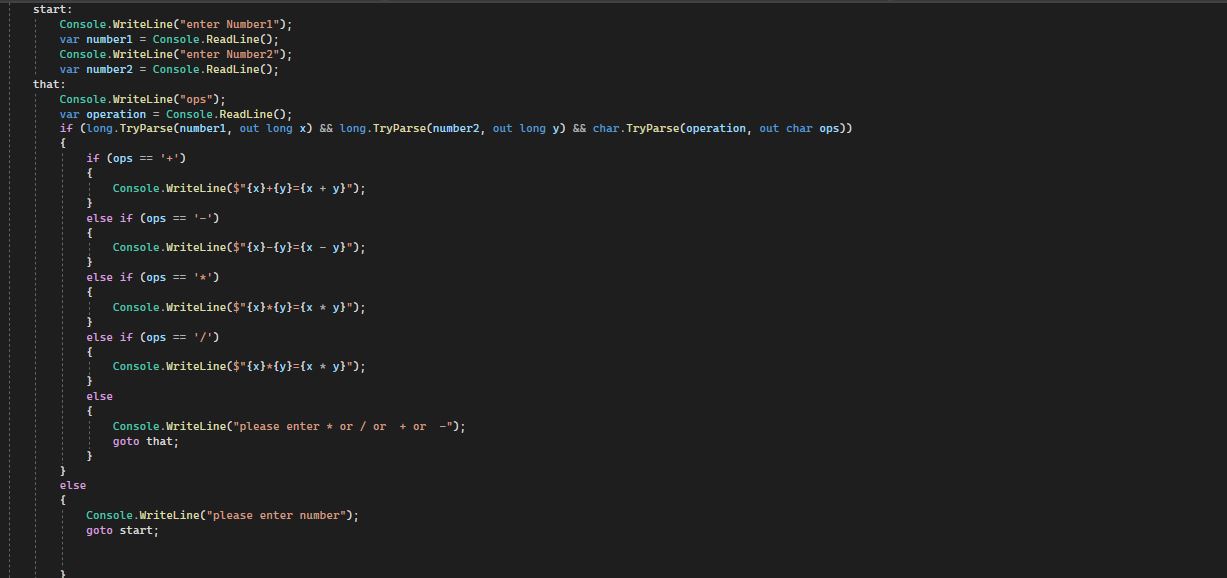 start:
Console.WriteLine("enter Number1");
var number1 = Console.ReadLine();
Console.WriteLine("enter Number2");
var number2 = Console.ReadLine();
that:
Console.WriteLine("ops");
var operation = Console.ReadLine();
if (long.TryParse(number1, out long x) && long.TryParse(number2, out long y) && char.TryParse(operation, out char ops))
{
if (ops == '+')
{
Console.WriteLine($"{x}+{y}={x + y}");
}
else if (ops == '-')
{
Console.WriteLine($"{x}-{y}={x - y}");
}
else if (ops == '*')
{
Console.WriteLine($"{x}*{y}={x * y}");
}
else if (ops == '/')
{
Console.WriteLine($"{x}*{y}={x * y}");
}
else
{
Console.WriteLine("please enter * or / or  + or  -");
goto that;
}
}
else
{
Console.WriteLine("please enter number");
goto start;
}